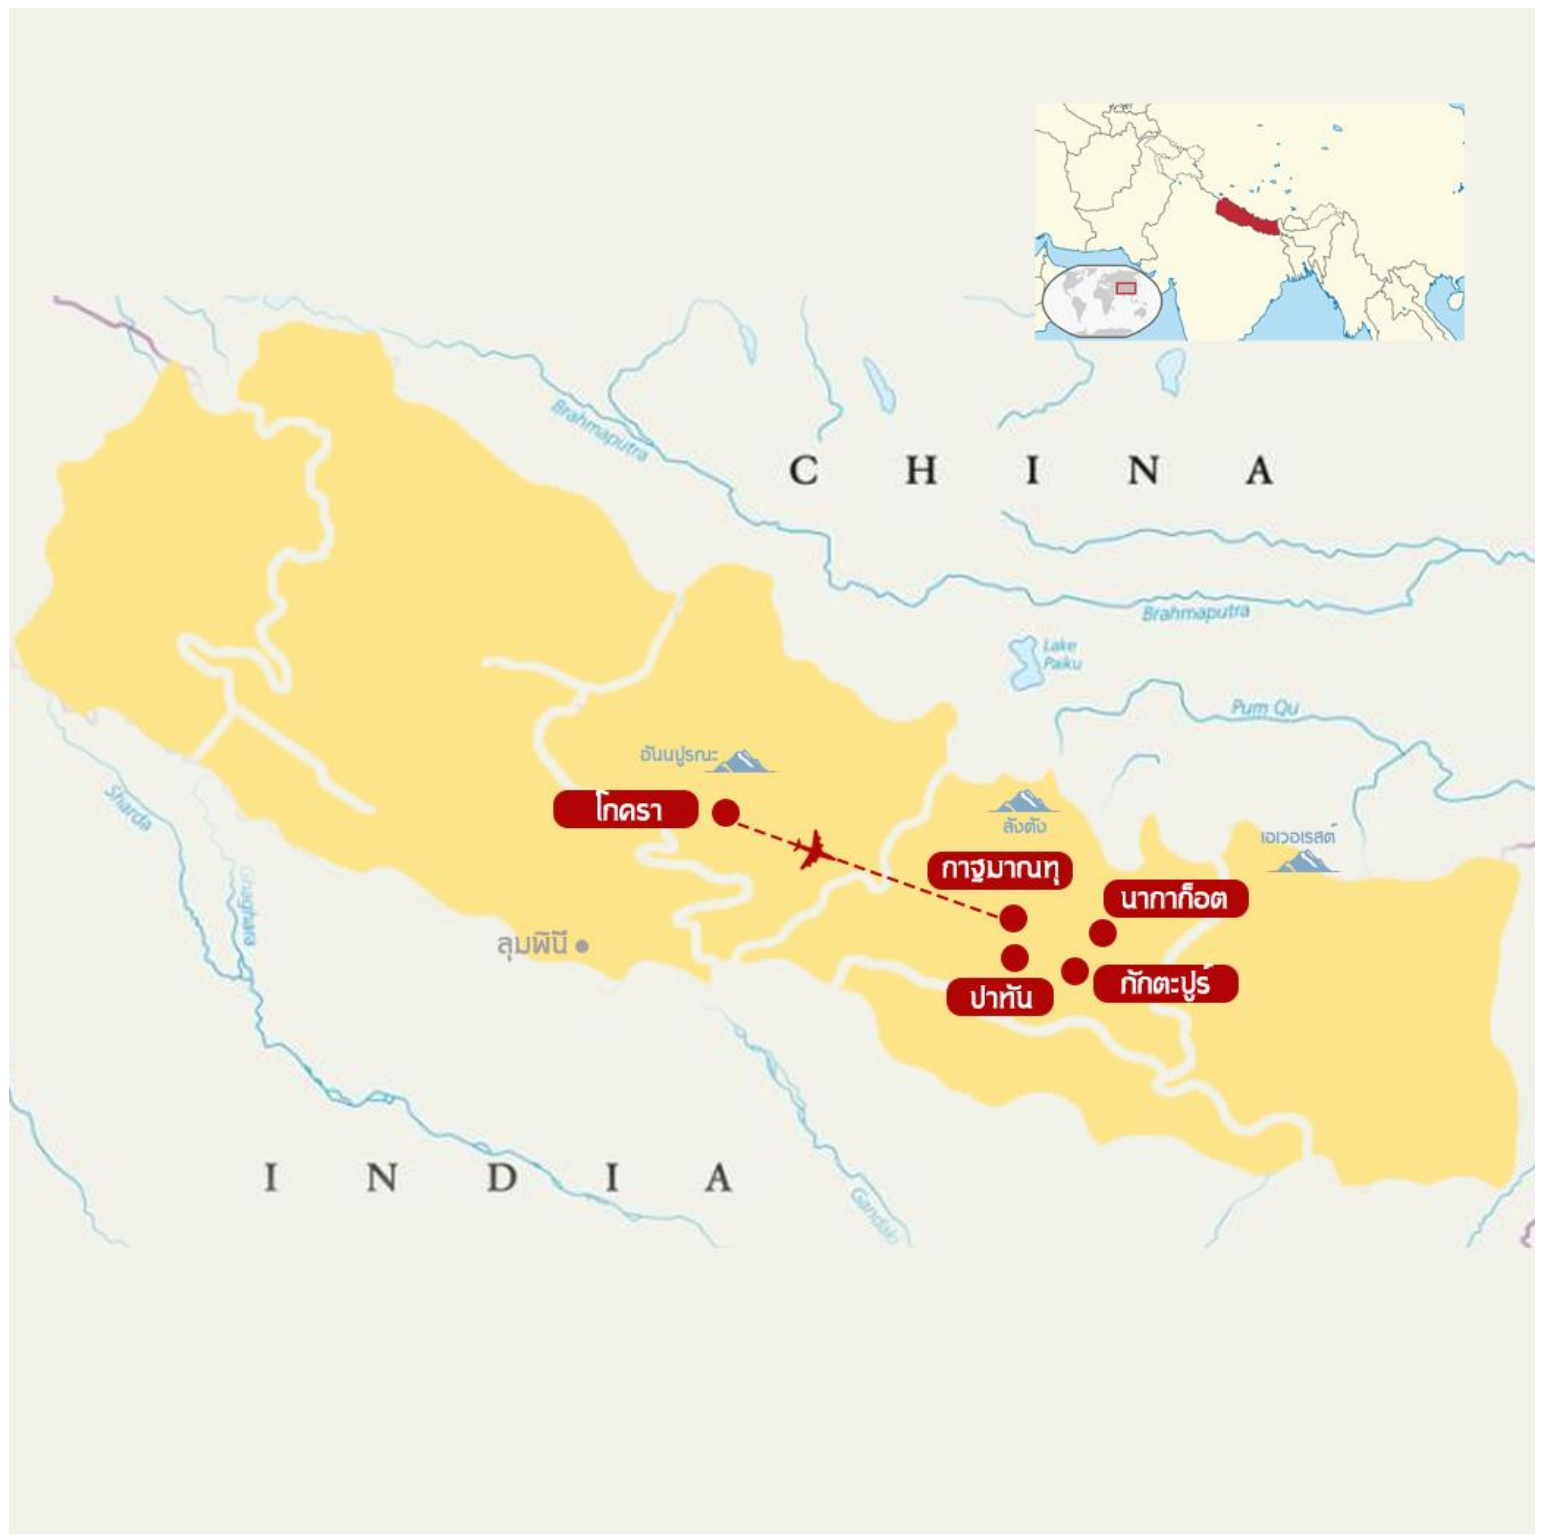 C H I N A
Brahmaputra
Brahmaputra
Lake
Paiku
Pum Qu
อันนปูรณะ
โภครา
ลังตัง
เอเวอเรสต์
กาฐมาณฑุ
นากาก็อต
Sharda
Ghaghara
ลุมพินี
ปาทัน
ภักตะปูร์
I N D I A
Gandaki